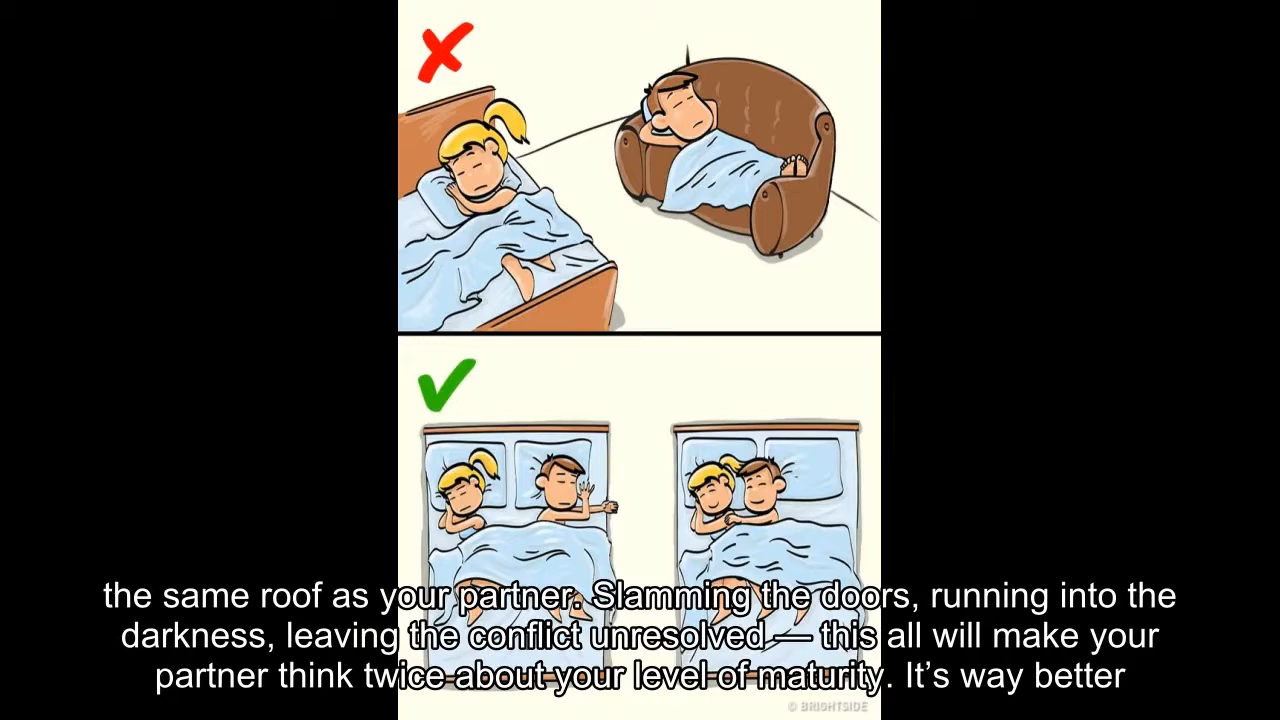 the same roof as your partner. Slamming the doors, running into the
darkness, leaving the conflict unresolved — this all will make your
partner think twice about your level of maturity. It’s way better
© BRIGHTSIDE